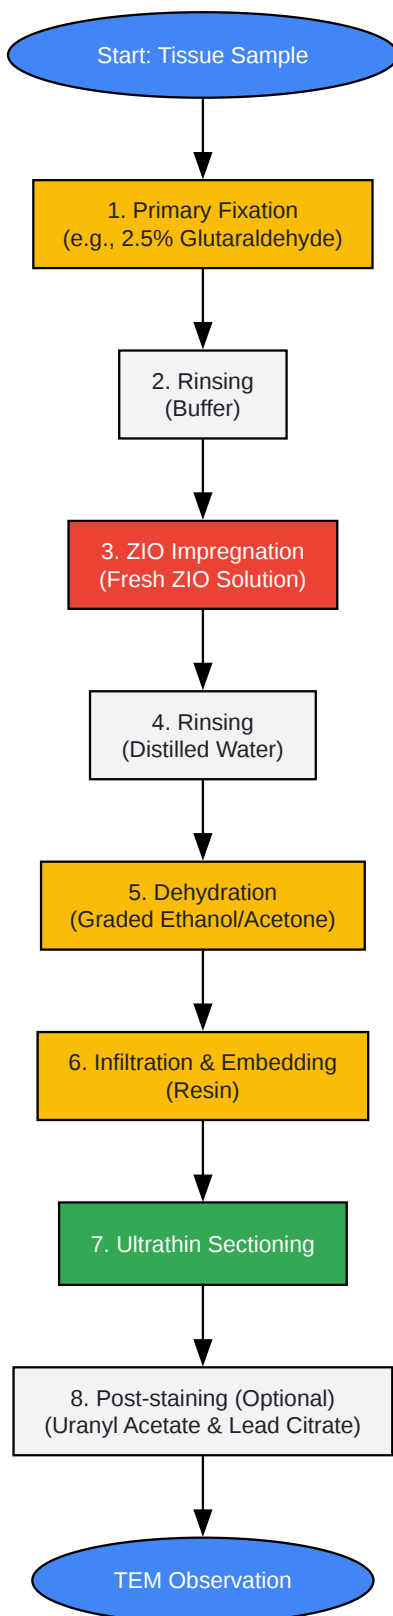 Start: Tissue Sample
1. Primary Fixation
(e.g., 2.5% Glutaraldehyde)
2. Rinsing
(Buffer)
3. ZIO Impregnation
(Fresh ZIO Solution)
4. Rinsing
(Distilled Water)
5. Dehydration
(Graded Ethanol/Acetone)
6. Infiltration & Embedding
(Resin)
7. Ultrathin Sectioning
8. Post-staining (Optional)
(Uranyl Acetate & Lead Citrate)
TEM Observation